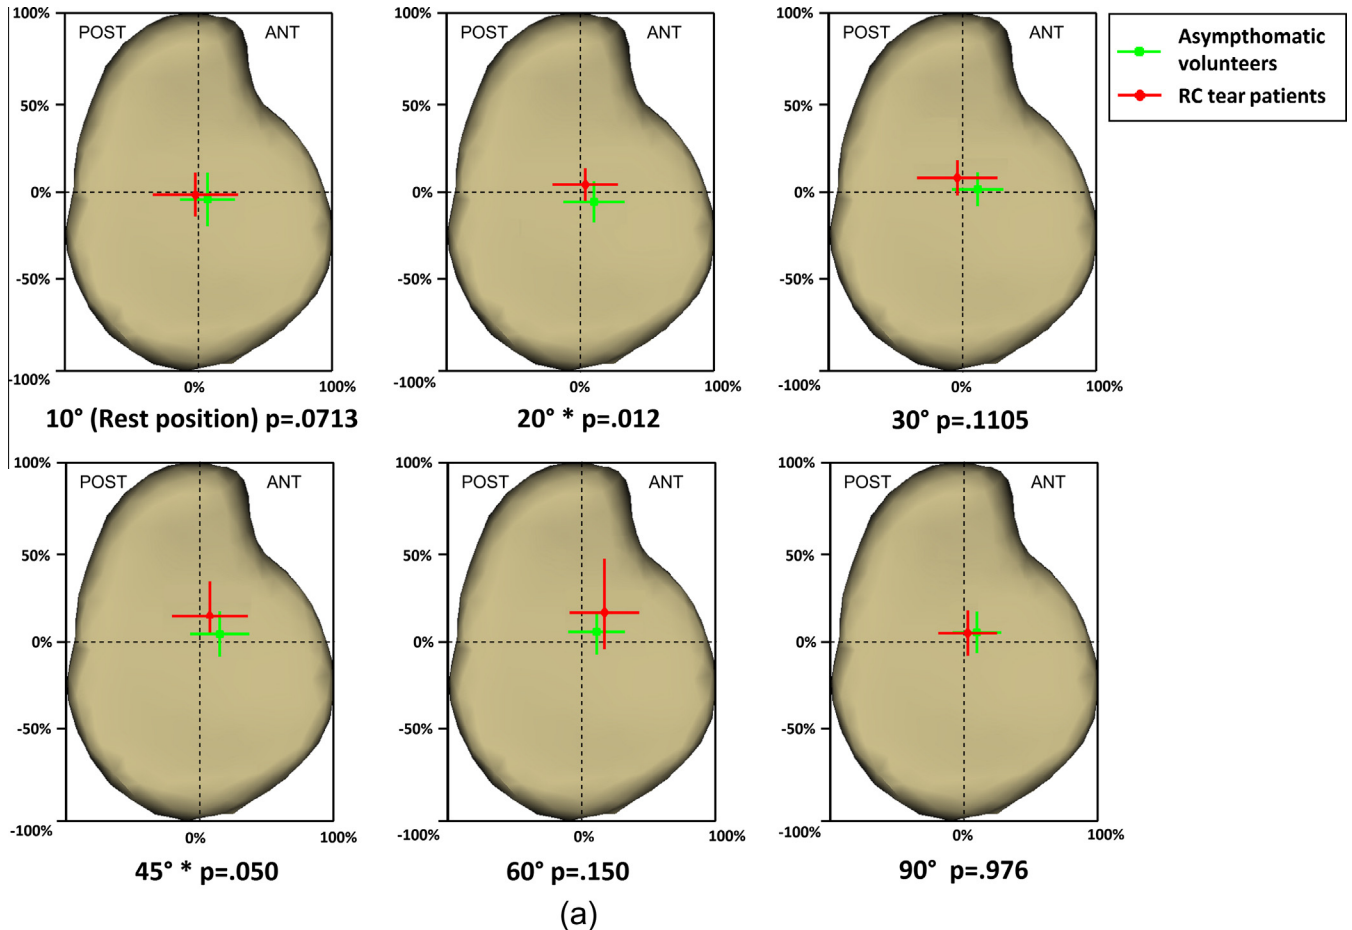 100%
POST ANT
50%
0%
-50%
-100%
0% 100%
10° (Rest position) p=.0713
100%
POST ANT
50%
0%
-50%
-100%
0% 100%
20° * p=.012
100%
POST ANT
50%
0%
-50%
-100%
0% 100%
30° p=.1105
Asympthomatic
volunteers
RC tear patients
100%
POST ANT
50%
0%
-50%
-100%
0% 100%
45° * p=.050
100%
POST ANT
50%
0%
-50%
-100%
0% 100%
60° p=.150
100%
POST ANT
50%
0%
-50%
-100%
0% 100%
90° p=.976
(a)